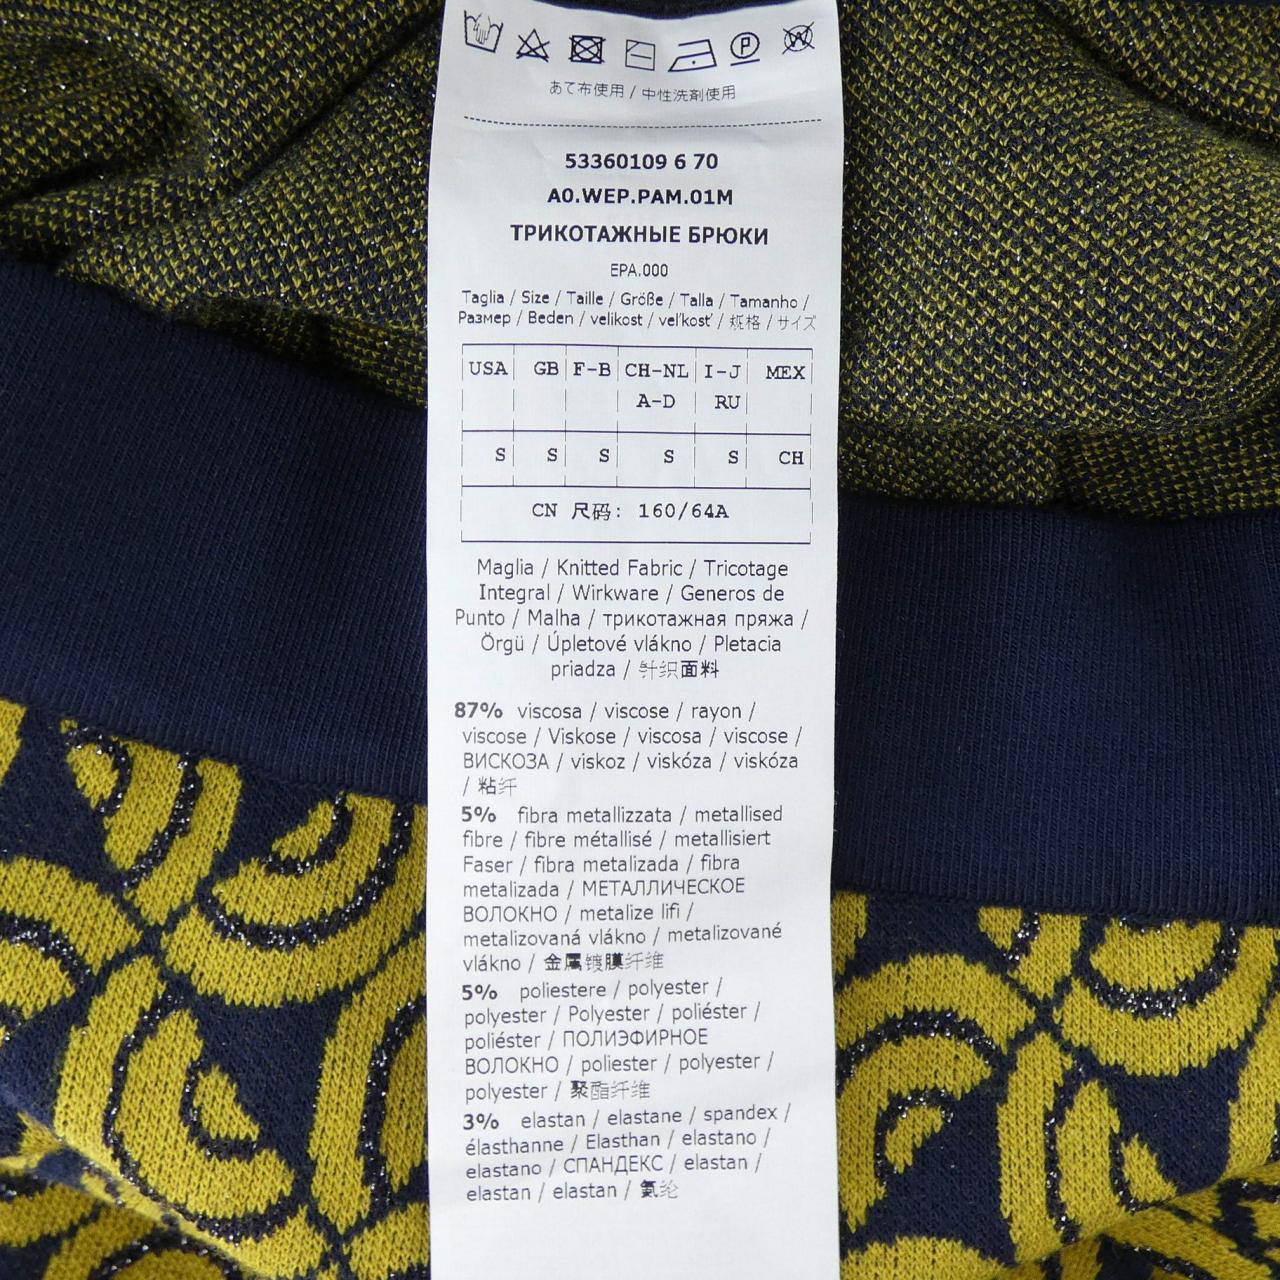 P
W
あて布使用 / 中性洗剤使用
53360109 6 70
A0.WEP.PAM.01M
ТРИКОТАЖНЫЕ БРЮКИ
EPA.000
Taglia / Size / Taille / Größe / Talla / Tamanho /
Размер / Beden / velikost / veľkosť / 规格 / サイズ
USA GB F-B CH-NL I-J MEX
A-D RU
S S S S S CH
CN 尺码: 160/64A
Maglia / Knitted Fabric / Tricotage
Integral / Wirkware / Generos de
Punto / Malha / трикотажная пряжа /
Örgü / Úpletové vlákno / Pletacia
priadza / 针织面料
87% viscosa / viscose / rayon /
viscose / Viskose / viscosa / viscose /
ВИСКОЗА / viskoz / viskóza / viskóza
/ 粘纤
5% fibra metallizzata / metallised
fibre / fibre métallisé / metallisiert
Faser / fibra metalizada / fibra
metalizada / МЕТАЛЛИЧЕСКОЕ
ВОЛОКНО / metalize lifi /
metalizovaná vlákno / metalizované
vlákno / 金属镀膜纤维
5% poliestere / polyester /
polyester / Polyester / poliéster /
poliéster / ПОЛИЭФИРНОЕ
ВОЛОКНО / poliester / polyester /
polyester / 聚酯纤维
3% elastan / elastane / spandex /
élasthanne / Elasthan / elastano /
elastano / СПАНДЕКС / elastan /
elastan / elastan / 氨纶